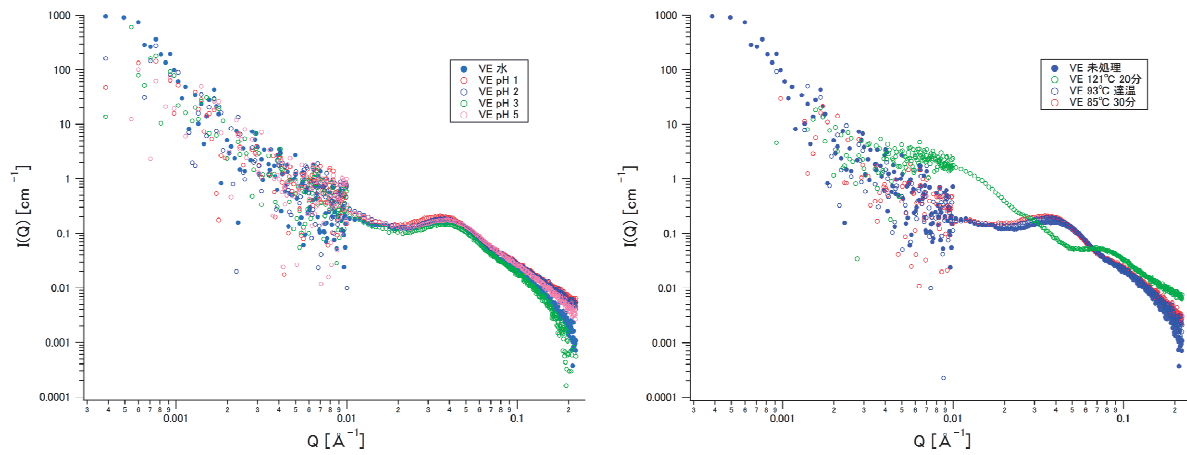 1000
100
10
1
0.1
0.01
0.001
0.0001
I(Q) [cm⁻¹]
VE 水
VE pH 1
VE pH 2
VE pH 3
VE pH 5
3 4 5 6 7 8 9 2 3 4 5 6 7 8 9 2 3 4 5 6 7 8 9 2
0.001 0.01 0.1
Q [Å⁻¹]
1000
100
10
1
0.1
0.01
0.001
0.0001
I(Q) [cm⁻¹]
VE 未処理
VE 121℃ 20分
VF 93℃ 達温
VE 85℃ 30分
3 4 5 6 7 8 9 2 3 4 5 6 7 8 9 2 3 4 5 6 7 8 9 2
0.001 0.01 0.1
Q [Å⁻¹]